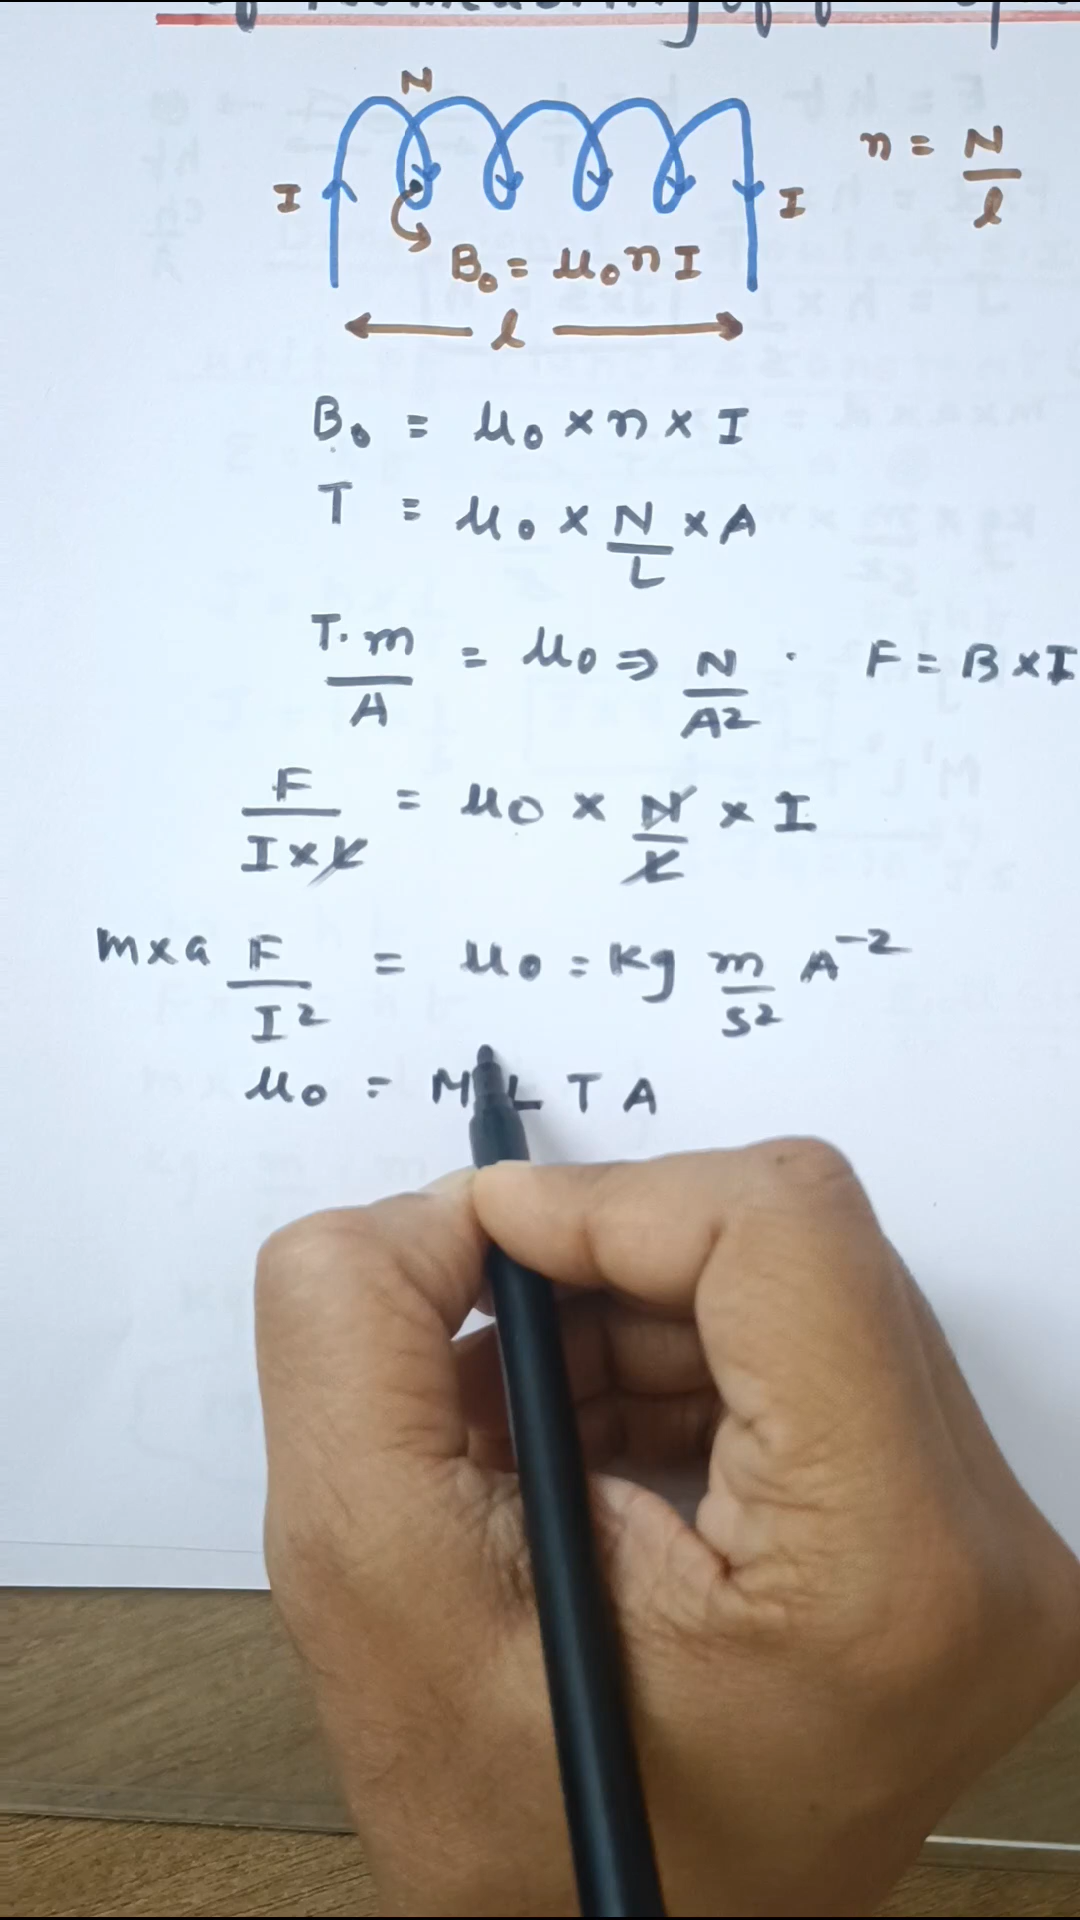 N
n = N/l
I I
B₀ = μ₀nI
l
B₀ = μ₀ × n × I
T = μ₀ × N/L × A
T.m/A = μ₀ ⇒ N/A² . F = B × I
F/I×l = μ₀ × N/l × I
m×a F/I² = μ₀ = kg m/s² A⁻²
μ₀ = M L T A